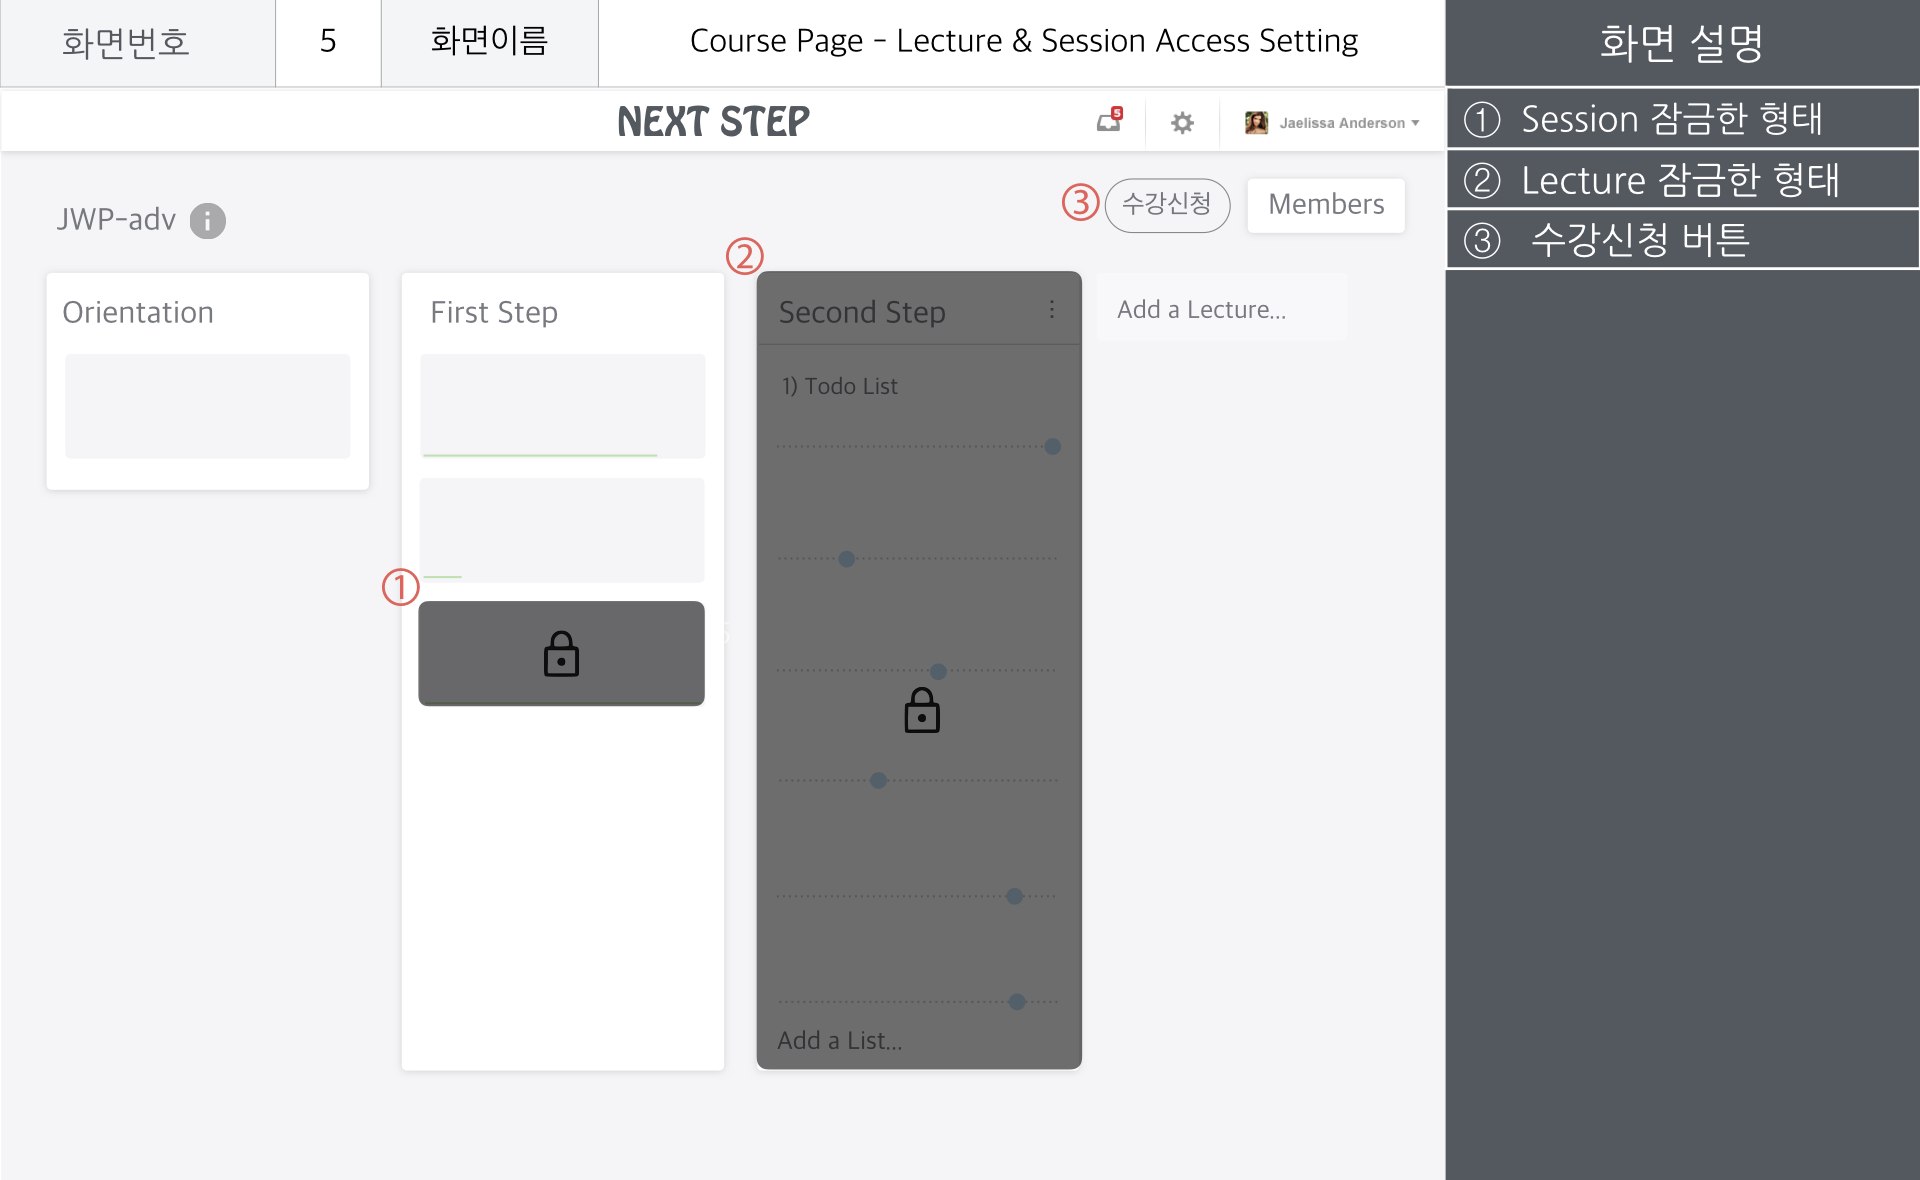 화면번호
5
화면이름
Course Page - Lecture & Session Access Setting
화면 설명
NEXT STEP
5
Jaelissa Anderson
① Session 잠금한 형태
② Lecture 잠금한 형태
③ 수강신청 버튼
JWP-adv
i
③
수강신청
Members
②
Orientation
First Step
Second Step
Add a Lecture...
1) Todo List
①
Add a List...